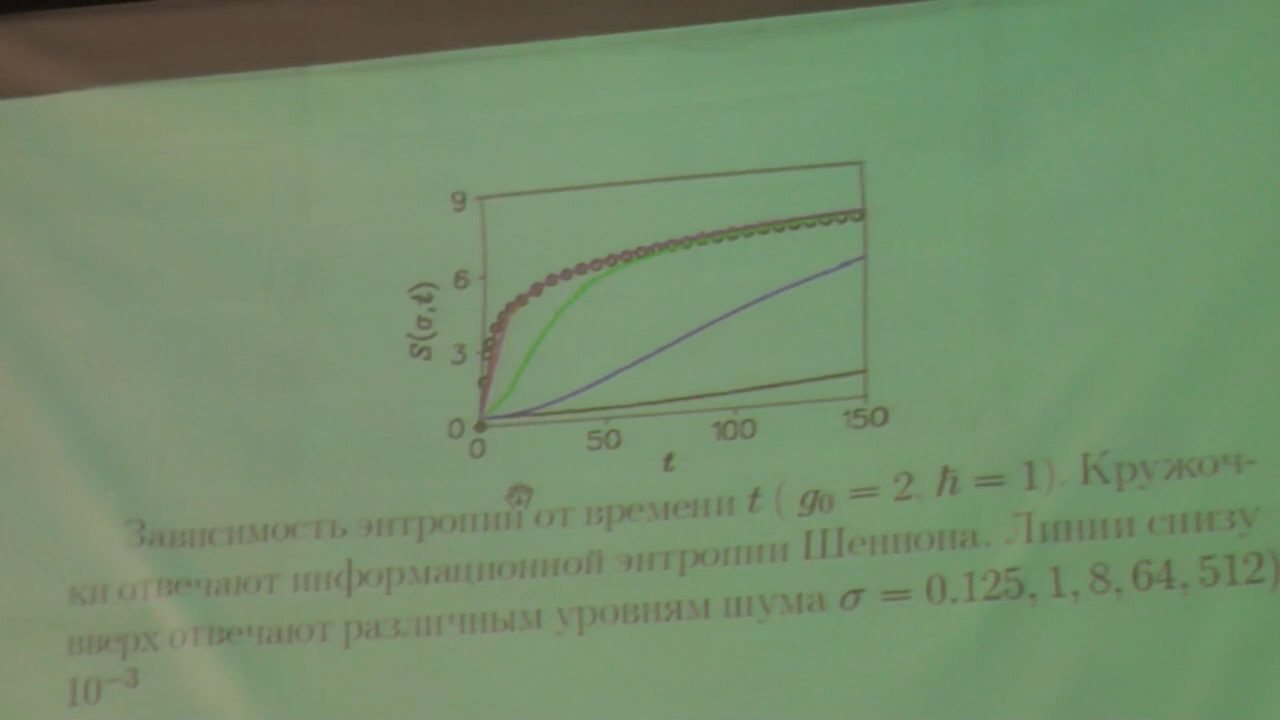 9
6
3
0
S(σ,t)
0 50 100 150
t
Зависимость энтропии от времени t ( g₀ = 2, ħ = 1). Кружоч-
ки отвечают информационной энтропии Шеннона. Линии снизу
вверх отвечают различным уровням шума σ = 0.125, 1, 8, 64, 512)
10⁻³